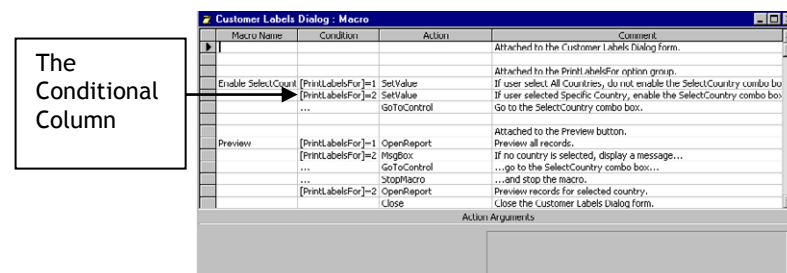 Customer Labels Dialog : Macro
Macro Name Condition Action Comment
Attached to the Customer Labels Dialog form.
Attached to the PrintLabelsFor option group.
Enable SelectCount [PrintLabelsFor]=1 SetValue If user select All Countries, do not enable the SelectCountry combo bo
[PrintLabelsFor]=2 SetValue If user selected Specific Country, enable the SelectCountry combo box
... GoToControl Go to the SelectCountry combo box.
Attached to the Preview button.
Preview [PrintLabelsFor]=1 OpenReport Preview all records.
[PrintLabelsFor]=2 MsgBox If no country is selected, display a message...
... GoToControl ...go to the SelectCountry combo box...
... StopMacro ...and stop the macro.
[PrintLabelsFor]=2 OpenReport Preview records for selected country.
Close Close the Customer Labels Dialog form.
Action Arguments
The
Conditional
Column